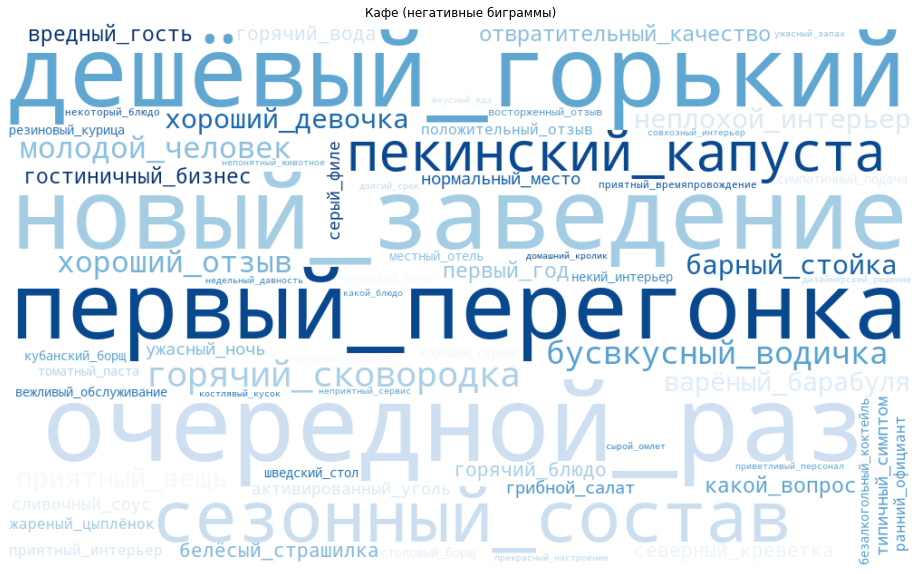 Кафе (негативные биграммы)
вредный_гость
горячий_вода
отвратительный_качество
ужасный_запах
дешёвый_горький
вкусный_еда
некоторый_блюдо
восторженный_отзыв
хороший_девочка
неплохой_интерьер
резиновый_курица
положительный_отзыв
совхозный_интерьер
молодой_человек
пекинский_капуста
непонятный_животное
гостиничный_бизнес
серый_филе
нормальный_место
долгий_срок
приятный_времяпровождение
симпатичный_подача
новый_заведение
хороший_отзыв
местный_отель
домашний_кролик
барный_стойка
первый_год
некий_интерьер
недельный_давность
дизайнерский_решение
какой_блюдо
первый_перегонка
кубанский_борщ
ужасный_ночь
хороший_сервис
бусвкусный_водичка
томатный_паста
горячий_сковородка
варёный_барабуля
вежливый_обслуживание
костлявый_кусок
неприятный_сервис
очередной_раз
сырой_омлет
безалкогольный_коктейль
типичный_симптом
ранний_официант
приятный_вещь
шведский_стол
горячий_блюдо
приветливый_персонал
активированный_уголь
грибной_салат
какой_вопрос
сливочный_соус
сезонный_состав
жареный_цыплёнок
приятный_интерьер
белёсый_страшилка
столовый_борщ
прекрасный_настроение
северный_креветка